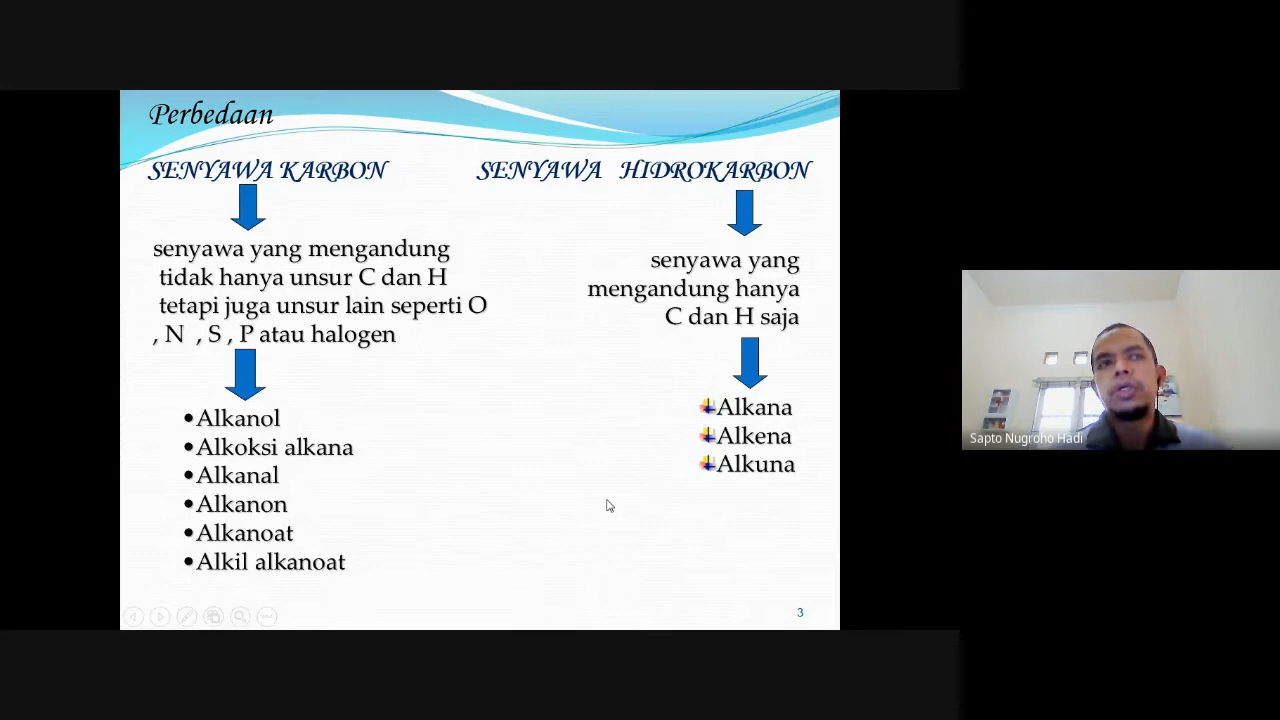 Perbedaan
SENYAWA KARBON
senyawa yang mengandung
tidak hanya unsur C dan H
tetapi juga unsur lain seperti O
, N , S , P atau halogen
•Alkanol
•Alkoksi alkana
•Alkanal
•Alkanon
•Alkanoat
•Alkil alkanoat
SENYAWA HIDROKARBON
senyawa yang
mengandung hanya
C dan H saja
Alkana
Alkena
Alkuna
3
Sapto Nugroho Hadi